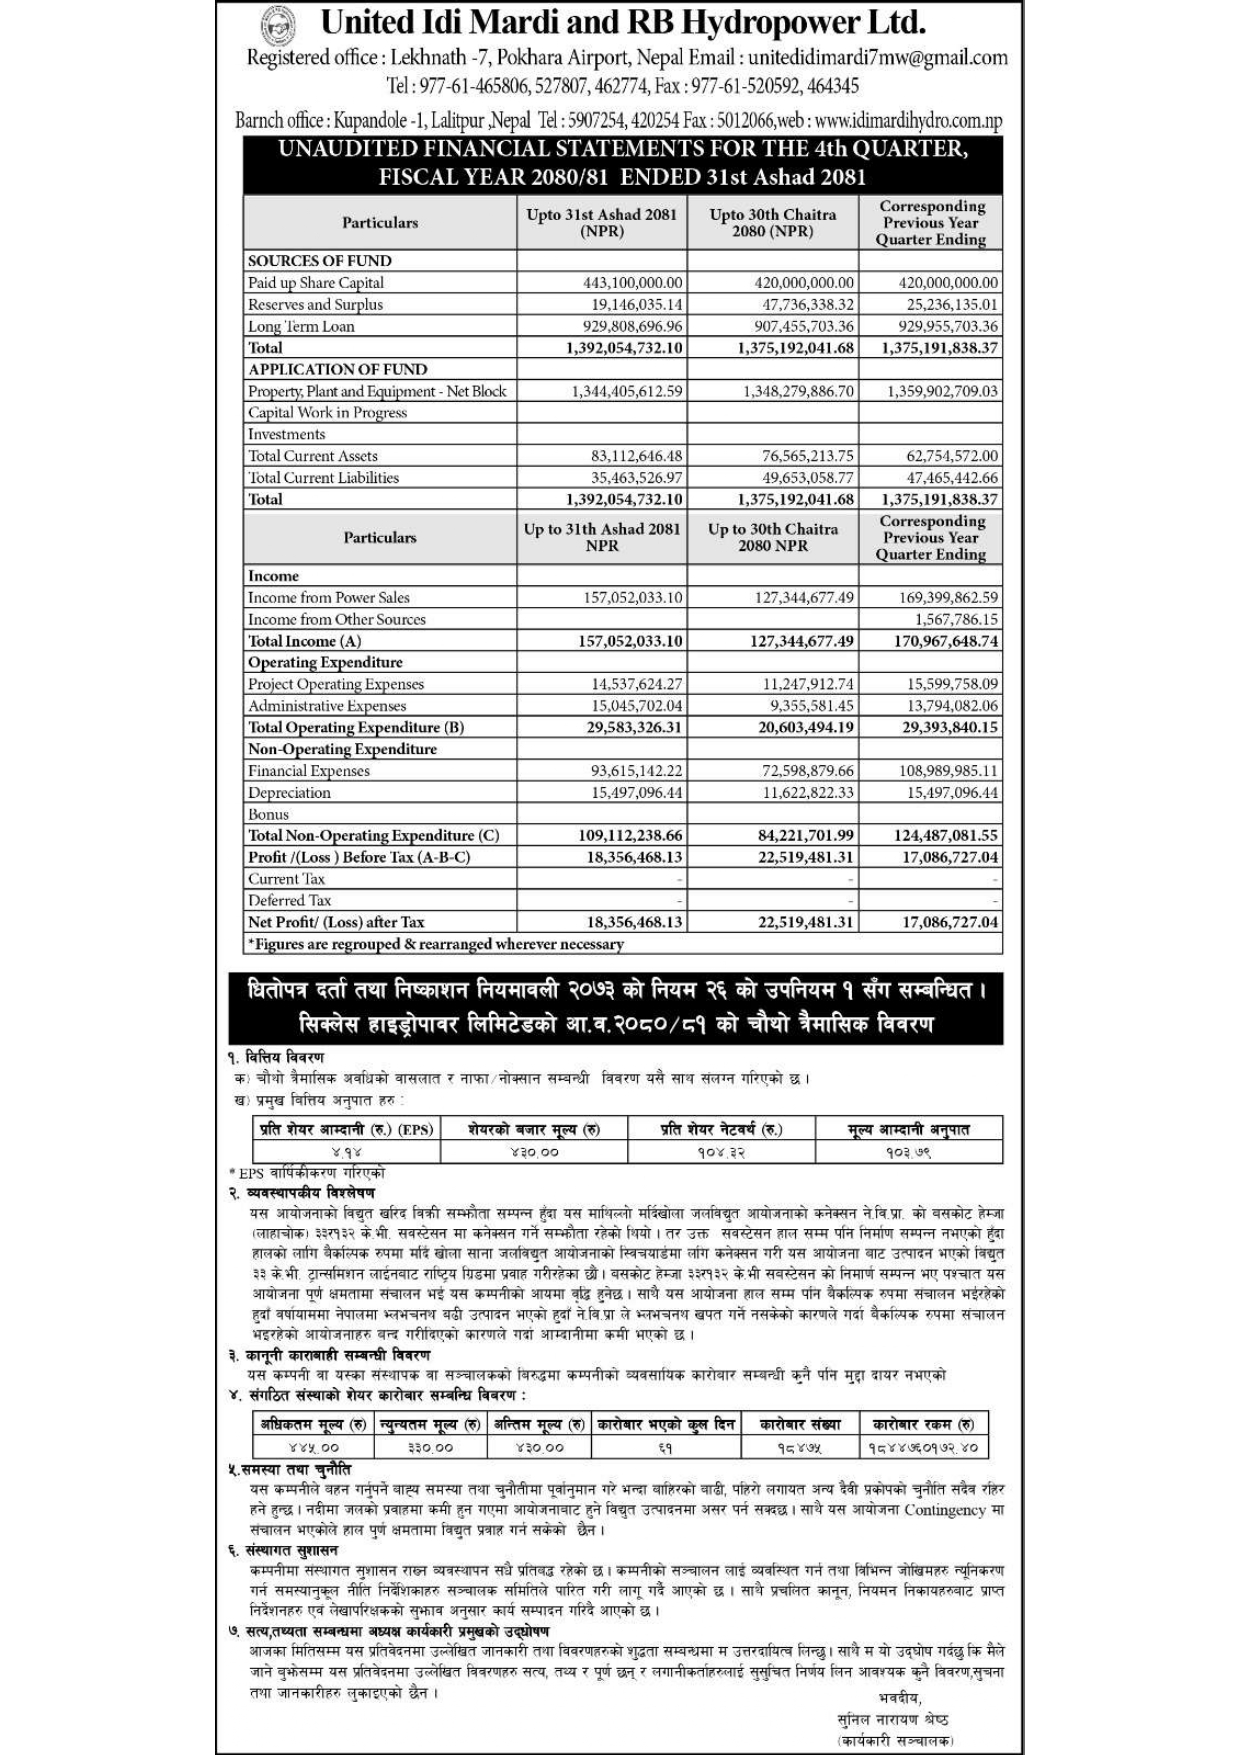 United Idi Mardi and RB Hydropower Ltd.
Registered office : Lekhnath -7, Pokhara Airport, Nepal Email : unitedidimardi7mw@gmail.com
Tel : 977-61-465806, 527807, 462774, Fax : 977-61-520592, 464345
Barnch office : Kupandole -1, Lalitpur ,Nepal Tel : 5907254, 420254 Fax : 5012066,web : www.idimardihydro.com.np
UNAUDITED FINANCIAL STATEMENTS FOR THE 4th QUARTER,
FISCAL YEAR 2080/81 ENDED 31st Ashad 2081
Particulars Upto 31st Ashad 2081 (NPR) Upto 30th Chaitra 2080 (NPR) Corresponding Previous Year Quarter Ending
SOURCES OF FUND
Paid up Share Capital 443,100,000.00 420,000,000.00 420,000,000.00
Reserves and Surplus 19,146,035.14 47,736,338.32 25,236,135.01
Long Term Loan 929,808,696.96 907,455,703.36 929,955,703.36
Total 1,392,054,732.10 1,375,192,041.68 1,375,191,838.37
APPLICATION OF FUND
Property, Plant and Equipment - Net Block 1,344,405,612.59 1,348,279,886.70 1,359,902,709.03
Capital Work in Progress
Investments
Total Current Assets 83,112,646.48 76,565,213.75 62,754,572.00
Total Current Liabilities 35,463,526.97 49,653,058.77 47,465,442.66
Total 1,392,054,732.10 1,375,192,041.68 1,375,191,838.37
Particulars Up to 31th Ashad 2081 NPR Up to 30th Chaitra 2080 NPR Corresponding Previous Year Quarter Ending
Income
Income from Power Sales 157,052,033.10 127,344,677.49 169,399,862.59
Income from Other Sources 1,567,786.15
Total Income (A) 157,052,033.10 127,344,677.49 170,967,648.74
Operating Expenditure
Project Operating Expenses 14,537,624.27 11,247,912.74 15,599,758.09
Administrative Expenses 15,045,702.04 9,355,581.45 13,794,082.06
Total Operating Expenditure (B) 29,583,326.31 20,603,494.19 29,393,840.15
Non-Operating Expenditure
Financial Expenses 93,615,142.22 72,598,879.66 108,989,985.11
Depreciation 15,497,096.44 11,622,822.33 15,497,096.44
Bonus
Total Non-Operating Expenditure (C) 109,112,238.66 84,221,701.99 124,487,081.55
Profit /(Loss ) Before Tax (A-B-C) 18,356,468.13 22,519,481.31 17,086,727.04
Current Tax - - -
Deferred Tax - - -
Net Profit/ (Loss) after Tax 18,356,468.13 22,519,481.31 17,086,727.04
*Figures are regrouped & rearranged wherever necessary
धितोपत्र दर्ता तथा निष्काशन नियमावली २०७३ को नियम २६ को उपनियम १ सँग सम्बन्धित ।
सिक्लेस हाइड्रोपावर लिमिटेडको आ.व.२०८०/८१ को चौथो त्रैमासिक विवरण
१. वित्तिय विवरण
क) चौथो त्रैमासिक अवधिको वासलात र नाफा/नोक्सान सम्बन्धी विवरण यसै साथ संलग्न गरिएको छ ।
ख) प्रमुख वित्तिय अनुपात हरु :
प्रति शेयर आम्दानी (रु.) (EPS) शेयरको बजार मूल्य (रु) प्रति शेयर नेटवर्थ (रु.) मूल्य आम्दानी अनुपात
४.१४ ४३०.०० १०४.३२ १०३.७९
* EPS वार्षिकीकरण गरिएको
२. व्यवस्थापकीय विश्लेषण
यस आयोजनाको विद्युत खरिद विक्री सम्झौता सम्पन्न हुँदा यस माथिल्लो मर्दिखोला जलविद्युत आयोजनाको कनेक्सन ने.वि.प्रा. को बसकोट हेम्जा
(लाहाचोक) ३३र१३२ के.भी. सवस्टेसन मा कनेक्सन गर्ने सम्झौता रहेको थियो । तर उक्त सवस्टेसन हाल सम्म पनि निर्माण सम्पन्न नभएको हुँदा
हालको लागि बैकल्पिक रुपमा मर्दि खोला साना जलविद्युत आयोजनाको स्विचयार्डमा लगि कनेक्सन गरी यस आयोजना बाट उत्पादन भएको विद्युत
३३ के.भी. ट्रान्समिशन लाईनबाट राष्ट्रिय ग्रिडमा प्रवाह गरीरहेका छौ । बसकोट हेम्जा ३३र१३२ के.भी सवस्टेसन को निमार्ण सम्पन्न भए पश्चात यस
आयोजना पूर्ण क्षमतामा संचालन भई यस कम्पनीको आयमा वृद्धि हुनेछ । साथै यस आयोजना हाल सम्म पनि बैकल्पिक रुपमा संचालन भईरहेको
हुदाँ वर्षायाममा नेपालमा भ्लभचनथ बढी उत्पादन भएको हुदाँ ने.वि.प्रा ले भ्लभचनथ खपत गर्ने नसकेको कारणले गर्दा बैकल्पिक रुपमा संचालन
भइरहेको आयोजनाहरु बन्द गरीदिएको कारणले गर्दा आम्दानीमा कमी भएको छ ।
३. कानूनी काराबाही सम्बन्धी विवरण
यस कम्पनी वा यस्का संस्थापक वा सञ्चालकको बिरुद्धमा कम्पनीको व्यवसायिक कारोबार सम्बन्धी कुनै पनि मुद्दा दायर नभएको
४. संगठित संस्थाको शेयर कारोबार सम्बन्धि विवरण :
अधिकतम मूल्य (रु) न्युन्यतम मूल्य (रु) अन्तिम मूल्य (रु) कारोबार भएको कुल दिन कारोबार संख्या कारोबार रकम (रु)
४४५.०० ३३०.०० ४३०.०० ६१ १८४७५ १८४४७६०१७२.४०
५.समस्या तथा चुनौति
यस कम्पनीले वहन गर्नुपर्ने बाह्य समस्या तथा चुनौतीमा पूर्वानुमान गरे भन्दा बाहिरको बाढी, पहिरो लगायत अन्य दैवी प्रकोपको चुनौति सदैव रहिर
हने हुन्छ । नदीमा जलको प्रवाहमा कमी हुन गएमा आयोजनाबाट हुने विद्युत उत्पादनमा असर पर्न सक्दछ । साथै यस आयोजना Contingency मा
संचालन भएकोले हाल पुर्ण क्षमतामा विद्युत प्रवाह गर्न सकेको छैन ।
६. संस्थागत सुशासन
कम्पनीमा संस्थागत सुशासन राख्न व्यवस्थापन सधै प्रतिवद्ध रहेको छ । कम्पनीको सञ्चालन लाई व्यवस्थित गर्न तथा विभिन्न जोखिमहरु न्यूनिकरण
गर्न समस्यानुकूल नीति निर्देशिकाहरु सञ्चालक समितिले पारित गरी लागू गर्दै आएको छ । साथै प्रचलित कानून, नियमन निकायहरुबाट प्राप्त
निर्देशनहरु एवं लेखापरिक्षकको सुझाव अनुसार कार्य सम्पादन गरिदै आएको छ ।
७. सत्य,तथ्यता सम्बन्धमा अध्यक्ष कार्यकारी प्रमुखको उद्घोषण
आजका मितिसम्म यस प्रतिवेदनमा उल्लेखित जानकारी तथा विवरणहरुको शुद्धता सम्बन्धमा म उत्तरदायित्व लिन्छु । साथै म यो उद्घोष गर्दछु कि मैले
जाने बुझेसम्म यस प्रतिवेदनमा उल्लेखित विवरणहरु सत्य, तथ्य र पूर्ण छन् र लगानीकर्ताहरुलाई सुसुचित निर्णय लिन आवश्यक कुनै विवरण,सुचना
तथा जानकारीहरु लुकाइएको छैन ।
भवदीय,
सुनिल नारायण श्रेष्ठ
(कार्यकारी सञ्चालक)